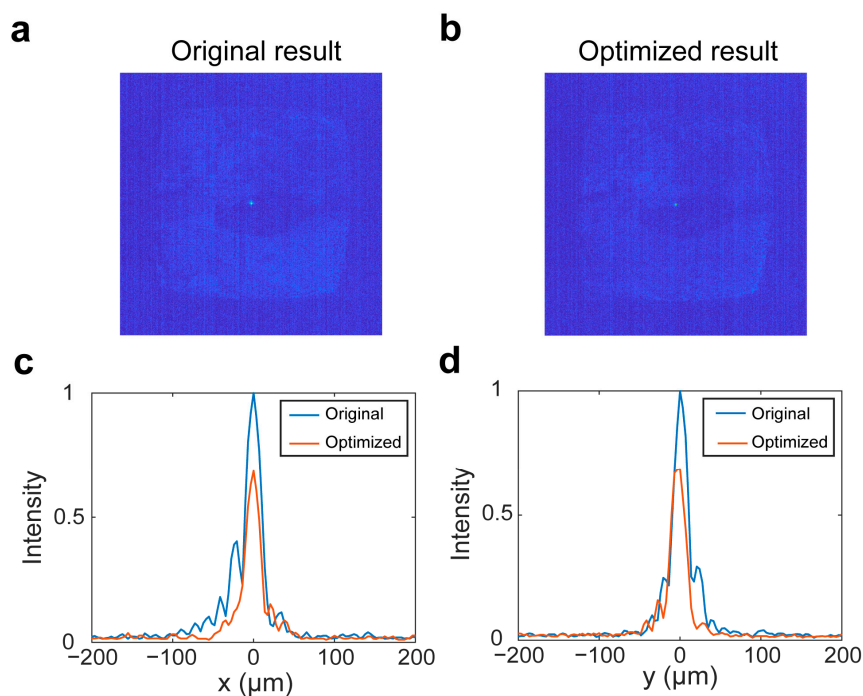 a
Original result
b
Optimized result
c
1
0.5
0
Intensity
Original
Optimized
−200
−100
0
100
200
x (μm)
d
1
0.5
0
Intensity
Original
Optimized
−200
−100
0
100
200
y (μm)